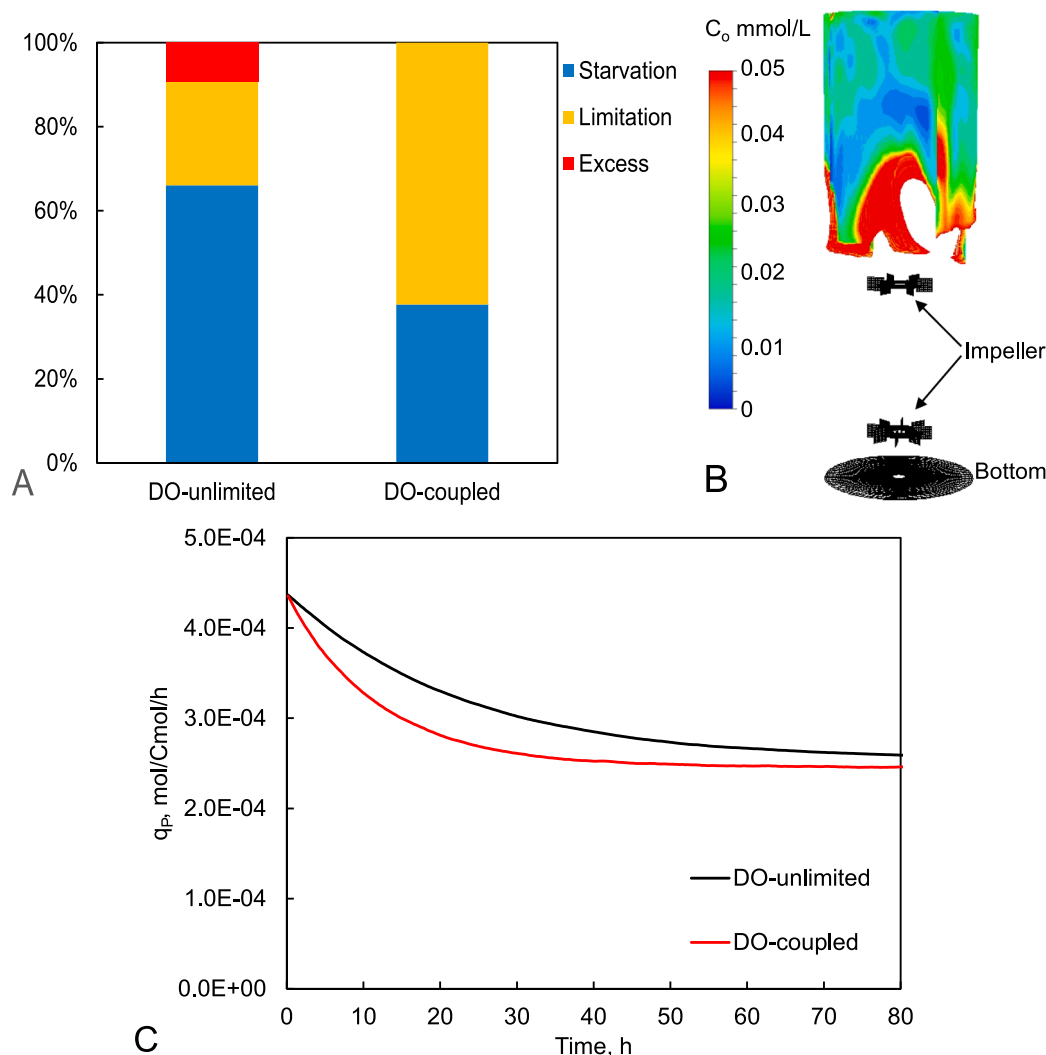 100%
80%
60%
40%
20%
0%
DO-unlimited
DO-coupled
Starvation
Limitation
Excess
A
C₀ mmol/L
0.05
0.04
0.03
0.02
0.01
0
Impeller
Bottom
B
5.0E-04
4.0E-04
3.0E-04
2.0E-04
1.0E-04
0.0E+00
qₚ, mol/Cmol/h
DO-unlimited
DO-coupled
0 10 20 30 40 50 60 70 80
Time, h
C